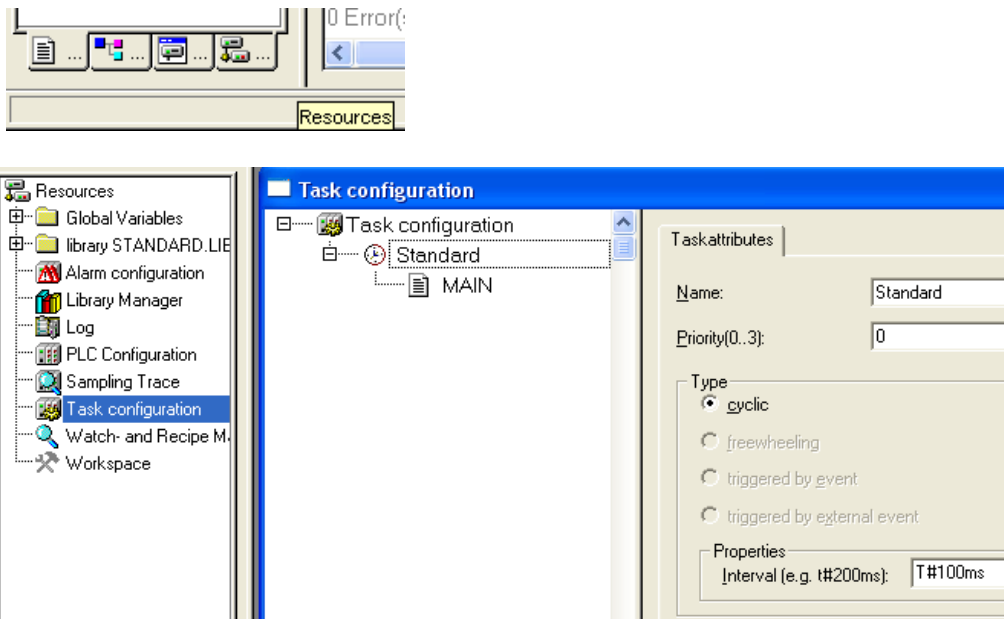 0 Error(s
... ... ... ...
Resources
Resources
Global Variables
library STANDARD.LIB
Alarm configuration
Library Manager
Log
PLC Configuration
Sampling Trace
Task configuration
Watch- and Recipe M
Workspace
Task configuration
Task configuration
Standard
MAIN
Taskattributes
Name: Standard
Priority(0..3): 0
Type
cyclic
freewheeling
triggered by event
triggered by external event
Properties
Interval (e.g. t#200ms): T#100ms